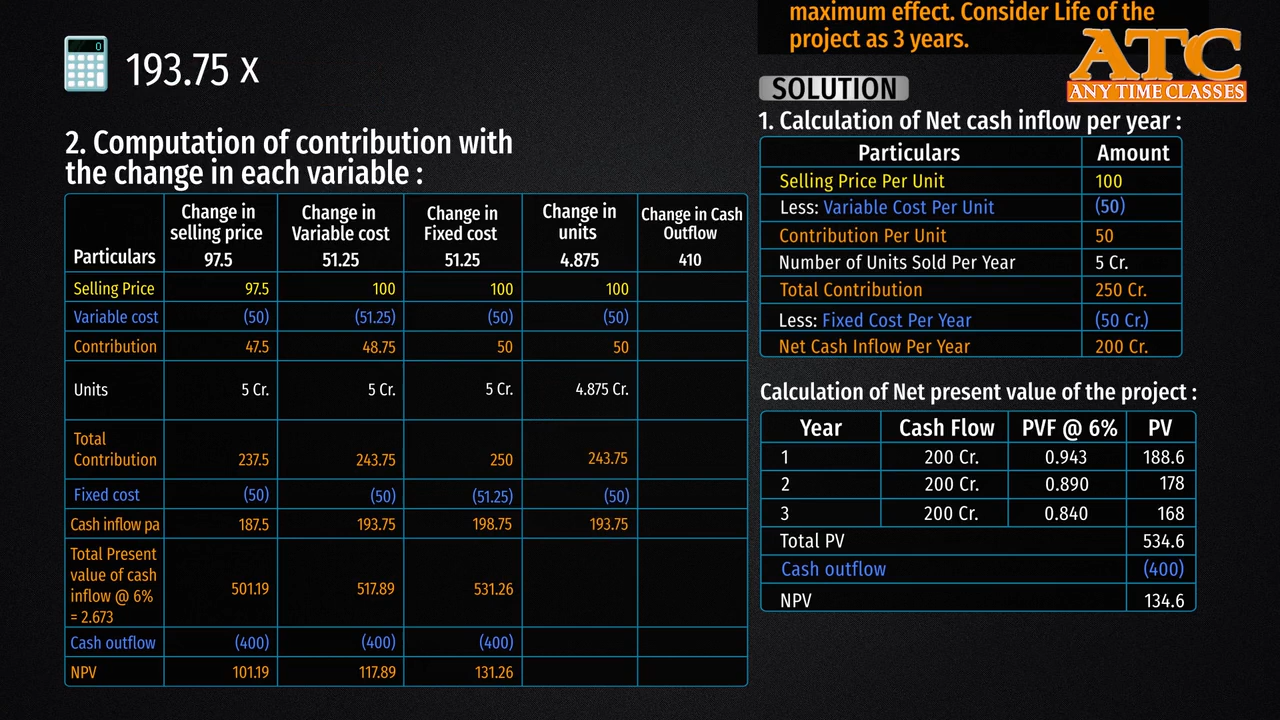 193.75 x
2. Computation of contribution with
the change in each variable :
Particulars
Change in
selling price
97.5
Change in
Variable cost
51.25
Change in
Fixed cost
51.25
Change in
units
4.875
Change in Cash
Outflow
410
Selling Price 97.5 100 100 100
Variable cost (50) (51.25) (50) (50)
Contribution 47.5 48.75 50 50
Units 5 Cr. 5 Cr. 5 Cr. 4.875 Cr.
Total
Contribution 237.5 243.75 250 243.75
Fixed cost (50) (50) (51.25) (50)
Cash inflow pa 187.5 193.75 198.75 193.75
Total Present
value of cash
inflow @ 6%
= 2.673
501.19 517.89 531.26
Cash outflow (400) (400) (400)
NPV 101.19 117.89 131.26
maximum effect. Consider Life of the
project as 3 years.
ATC
ANY TIME CLASSES
SOLUTION
1. Calculation of Net cash inflow per year :
Particulars Amount
Selling Price Per Unit 100
Less: Variable Cost Per Unit (50)
Contribution Per Unit 50
Number of Units Sold Per Year 5 Cr.
Total Contribution 250 Cr.
Less: Fixed Cost Per Year (50 Cr.)
Net Cash Inflow Per Year 200 Cr.
Calculation of Net present value of the project :
Year Cash Flow PVF @ 6% PV
1 200 Cr. 0.943 188.6
2 200 Cr. 0.890 178
3 200 Cr. 0.840 168
Total PV 534.6
Cash outflow (400)
NPV 134.6